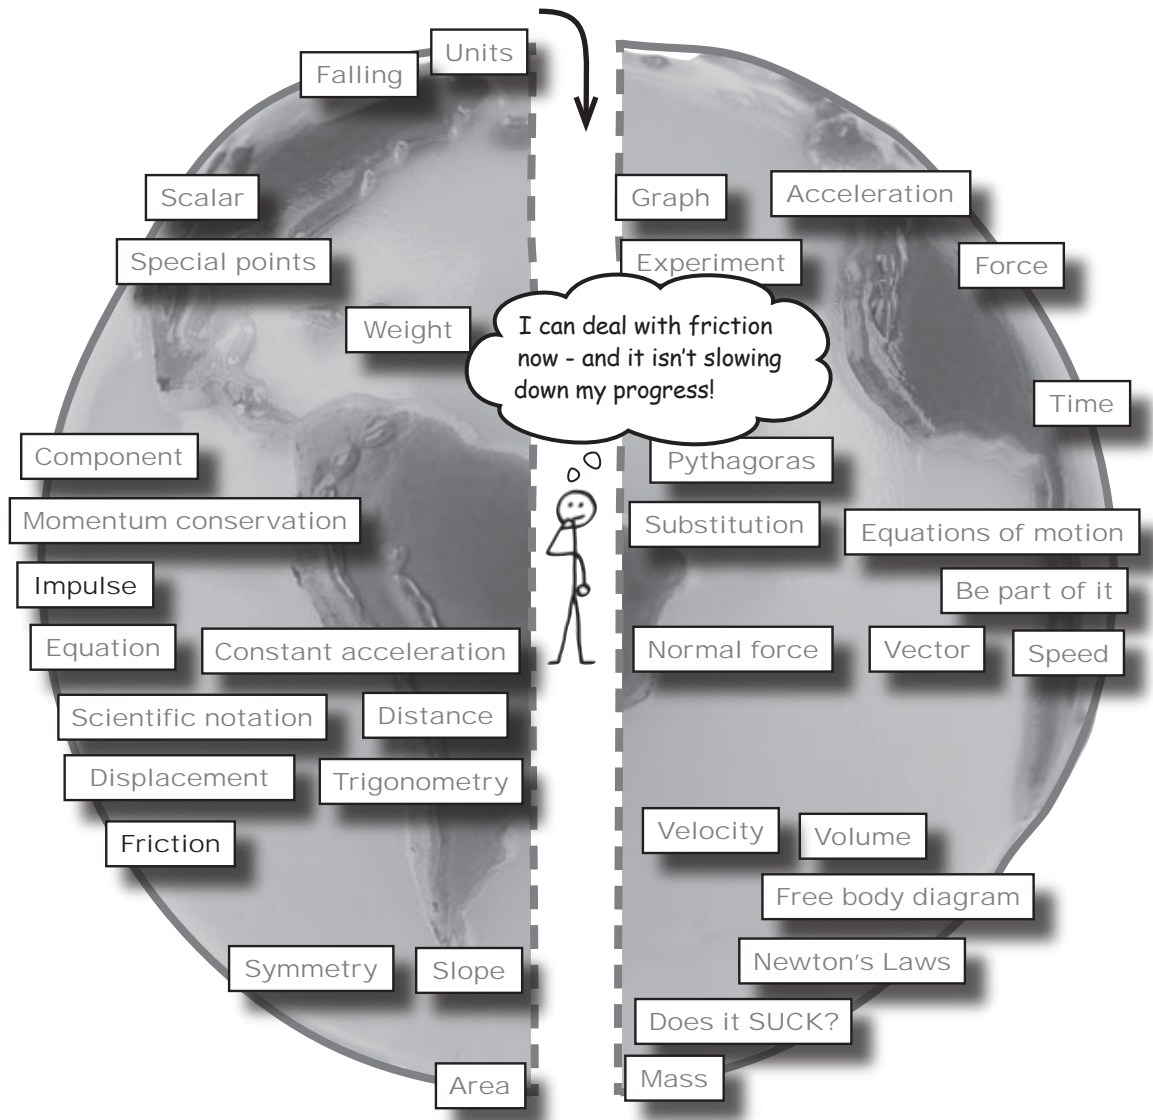 Units
Falling
Scalar
Special points
Weight
Component
Momentum conservation
Impulse
Equation
Constant acceleration
Scientific notation
Distance
Displacement
Trigonometry
Friction
Symmetry
Slope
Area
Graph
Acceleration
Experiment
Force
I can deal with friction
now - and it isn't slowing
down my progress!
Time
Pythagoras
Substitution
Equations of motion
Be part of it
Normal force
Vector
Speed
Velocity
Volume
Free body diagram
Newton's Laws
Does it SUCK?
Mass